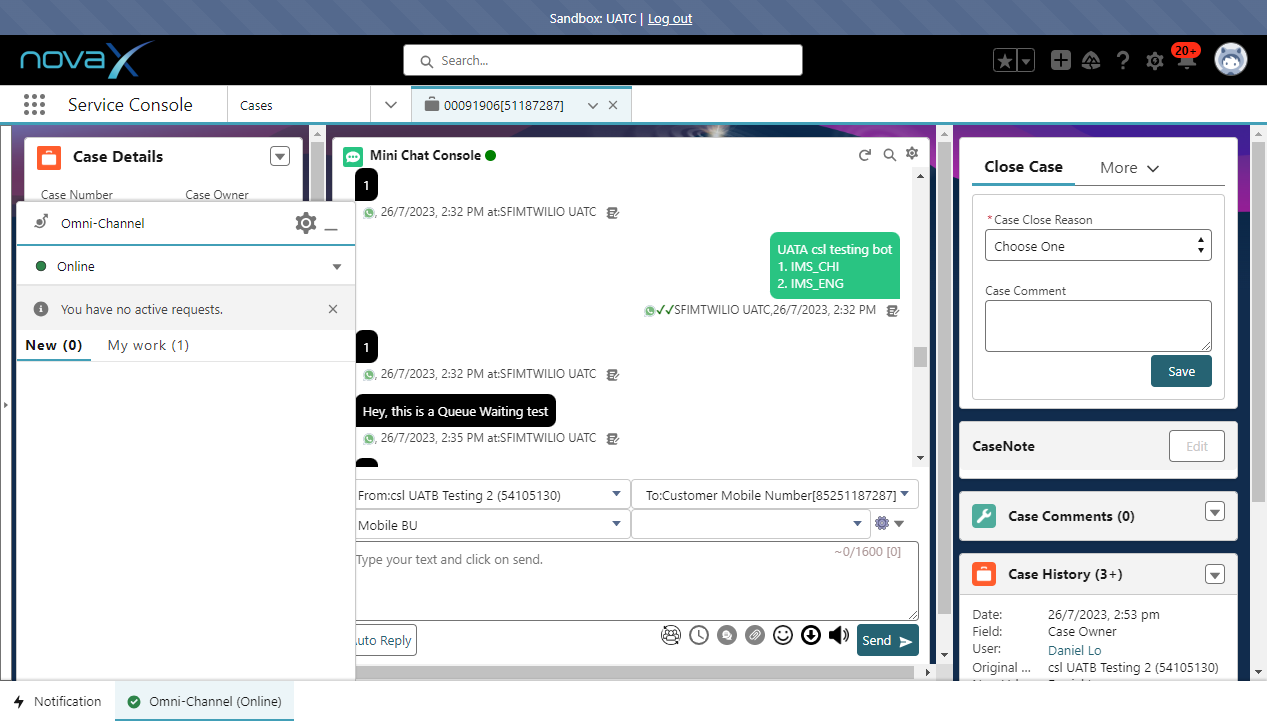 Sandbox: UATC | Log out
novaX
Search...
20+
Service Console
Cases
00091906[51187287]
Case Details
Case Number
Case Owner
Omni-Channel
Online
You have no active requests.
New (0)
My work (1)
Mini Chat Console
1
, 26/7/2023, 2:32 PM at:SFIMTWILIO UATC
UATA csl testing bot
1. IMS_CHI
2. IMS_ENG
SFIMTWILIO UATC,26/7/2023, 2:32 PM
1
, 26/7/2023, 2:32 PM at:SFIMTWILIO UATC
Hey, this is a Queue Waiting test
, 26/7/2023, 2:35 PM at:SFIMTWILIO UATC
From:csl UATB Testing 2 (54105130)
To:Customer Mobile Number[85251187287]
Mobile BU
Type your text and click on send.
~0/1600 [0]
uto Reply
Send
Close Case
More
*Case Close Reason
Choose One
Case Comment
Save
CaseNote
Edit
Case Comments (0)
Case History (3+)
Date: 26/7/2023, 2:53 pm
Field: Case Owner
User: Daniel Lo
Original ... csl UATB Testing 2 (54105130)
Notification
Omni-Channel (Online)